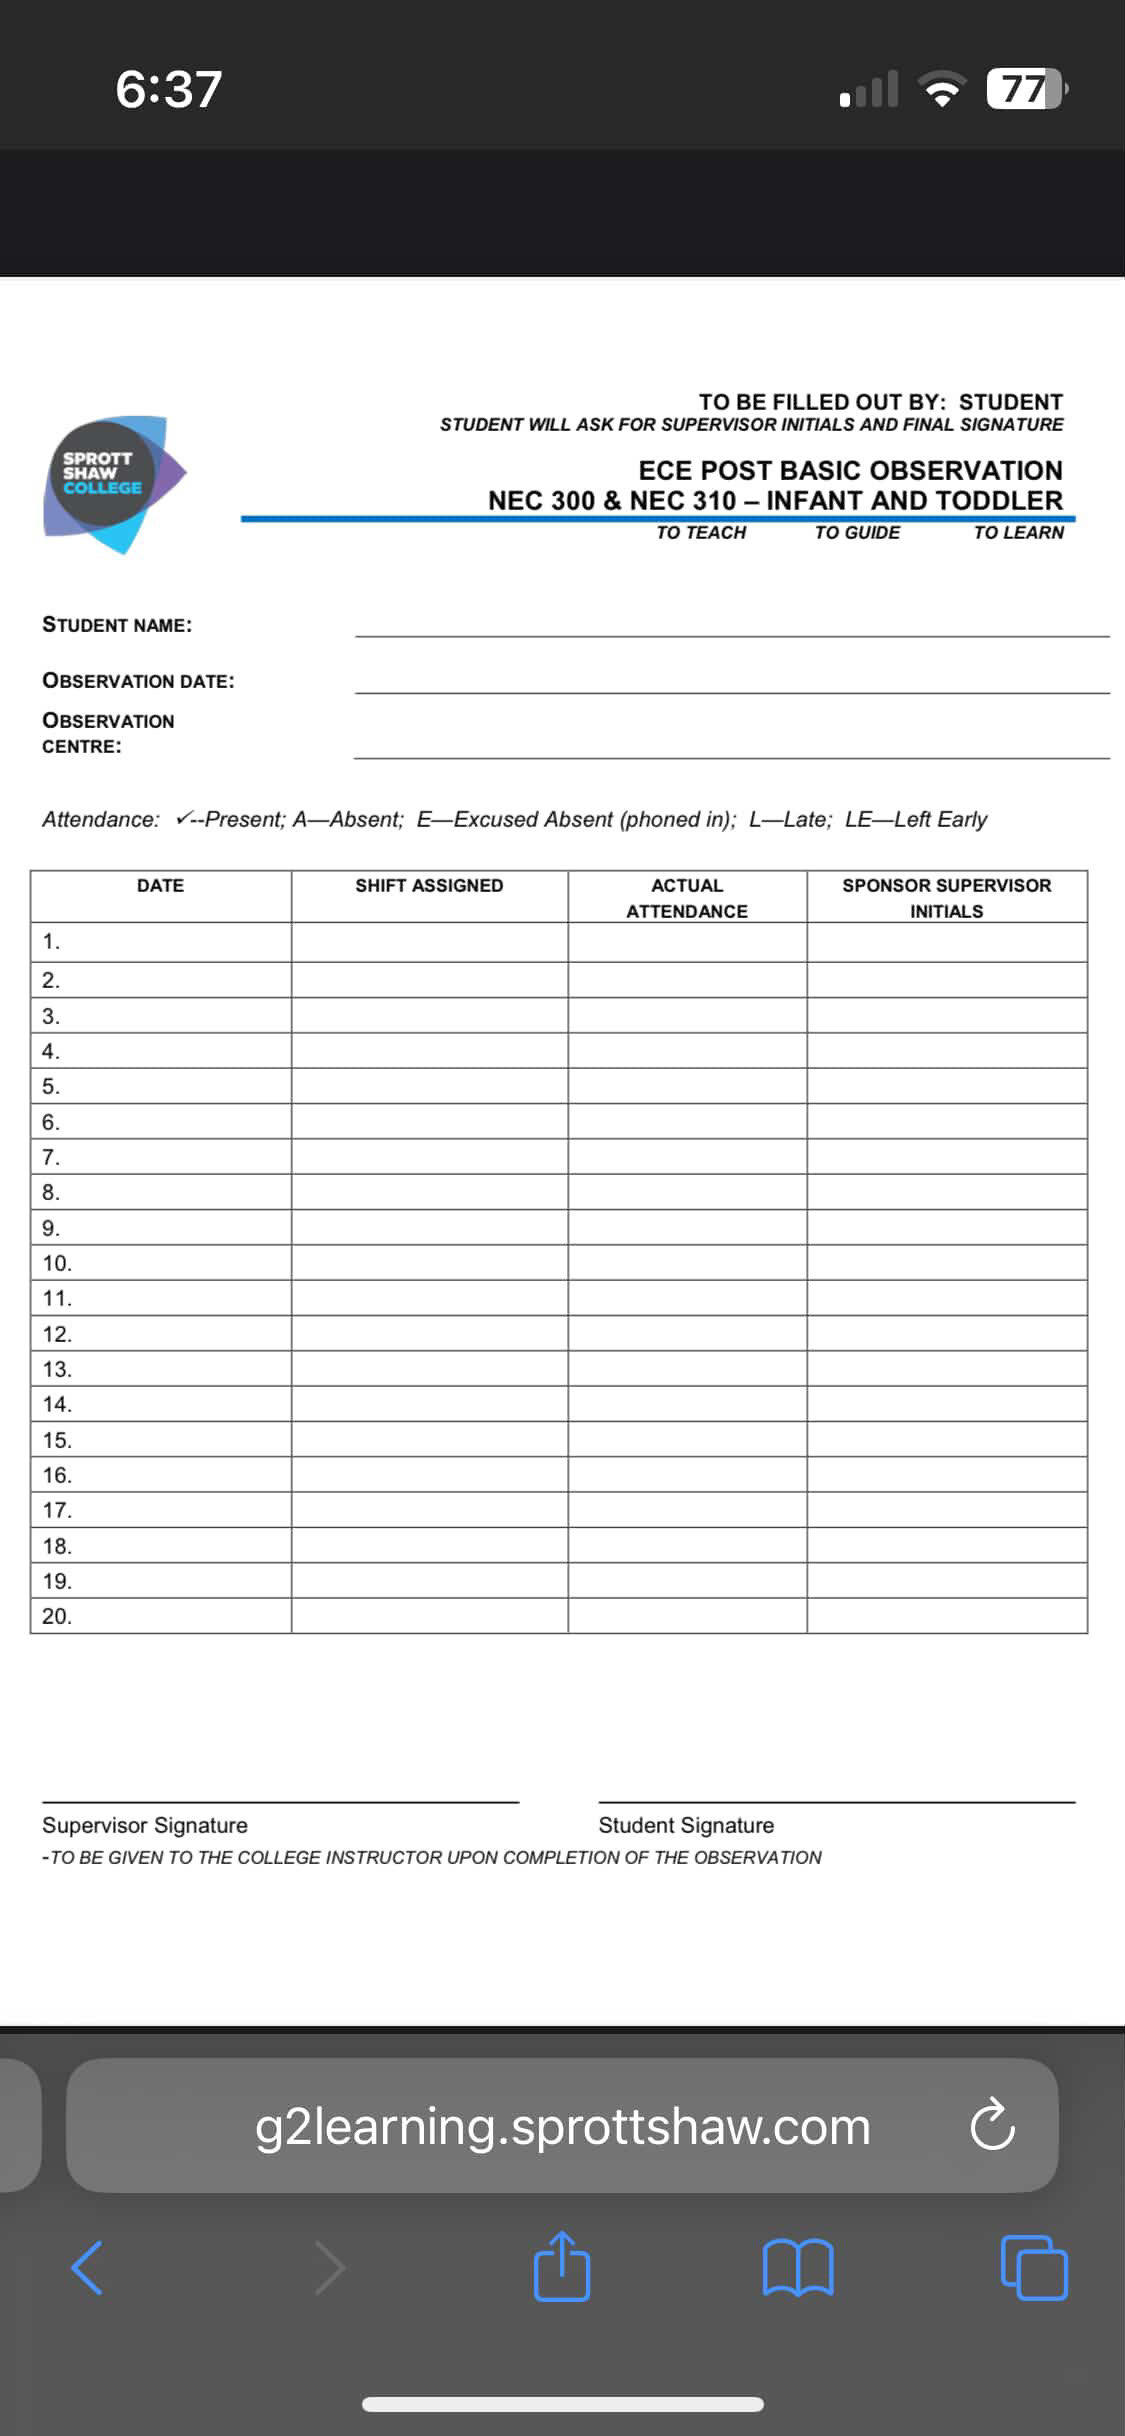 6:37
77
TO BE FILLED OUT BY: STUDENT
STUDENT WILL ASK FOR SUPERVISOR INITIALS AND FINAL SIGNATURE
SPROTT
SHAW
COLLEGE
ECE POST BASIC OBSERVATION
NEC 300 & NEC 310 – INFANT AND TODDLER
TO TEACH TO GUIDE TO LEARN
STUDENT NAME:
OBSERVATION DATE:
OBSERVATION
CENTRE:
Attendance: ✓--Present; A—Absent; E—Excused Absent (phoned in); L—Late; LE—Left Early
DATE SHIFT ASSIGNED ACTUAL ATTENDANCE SPONSOR SUPERVISOR INITIALS
1.
2.
3.
4.
5.
6.
7.
8.
9.
10.
11.
12.
13.
14.
15.
16.
17.
18.
19.
20.
Supervisor Signature Student Signature
-TO BE GIVEN TO THE COLLEGE INSTRUCTOR UPON COMPLETION OF THE OBSERVATION
g2learning.sprottshaw.com